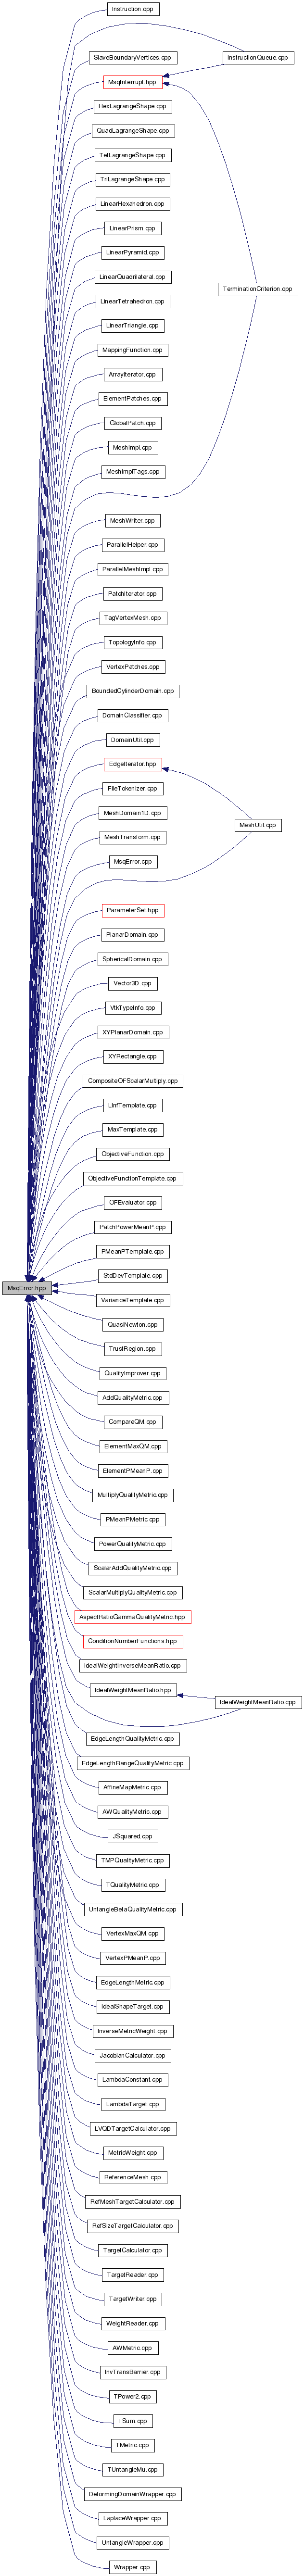 Instruction.cpp
SlaveBoundaryVertices.cpp
InstructionQueue.cpp
MsqInterrupt.hpp
HexLagrangeShape.cpp
QuadLagrangeShape.cpp
TetLagrangeShape.cpp
TriLagrangeShape.cpp
LinearHexahedron.cpp
LinearPrism.cpp
LinearPyramid.cpp
LinearQuadrilateral.cpp
TerminationCriterion.cpp
LinearTetrahedron.cpp
LinearTriangle.cpp
MappingFunction.cpp
ArrayIterator.cpp
ElementPatches.cpp
GlobalPatch.cpp
MeshImpl.cpp
MeshImplTags.cpp
MeshWriter.cpp
ParallelHelper.cpp
ParallelMeshImpl.cpp
PatchIterator.cpp
TagVertexMesh.cpp
TopologyInfo.cpp
VertexPatches.cpp
BoundedCylinderDomain.cpp
DomainClassifier.cpp
DomainUtil.cpp
EdgeIterator.hpp
FileTokenizer.cpp
MeshDomain1D.cpp
MeshUtil.cpp
MeshTransform.cpp
MsqError.cpp
ParameterSet.hpp
PlanarDomain.cpp
SphericalDomain.cpp
Vector3D.cpp
VtkTypeInfo.cpp
XYPlanarDomain.cpp
XYRectangle.cpp
CompositeOFScalarMultiply.cpp
LInfTemplate.cpp
MaxTemplate.cpp
ObjectiveFunction.cpp
ObjectiveFunctionTemplate.cpp
OFEvaluator.cpp
PatchPowerMeanP.cpp
PMeanPTemplate.cpp
StdDevTemplate.cpp
MsqError.hpp
VarianceTemplate.cpp
QuasiNewton.cpp
TrustRegion.cpp
QualityImprover.cpp
AddQualityMetric.cpp
CompareQM.cpp
ElementMaxQM.cpp
ElementPMeanP.cpp
MultiplyQualityMetric.cpp
PMeanPMetric.cpp
PowerQualityMetric.cpp
ScalarAddQualityMetric.cpp
ScalarMultiplyQualityMetric.cpp
AspectRatioGammaQualityMetric.hpp
ConditionNumberFunctions.hpp
IdealWeightInverseMeanRatio.cpp
IdealWeightMeanRatio.hpp
IdealWeightMeanRatio.cpp
EdgeLengthQualityMetric.cpp
EdgeLengthRangeQualityMetric.cpp
AffineMapMetric.cpp
AWQualityMetric.cpp
JSquared.cpp
TMPQualityMetric.cpp
TQualityMetric.cpp
UntangleBetaQualityMetric.cpp
VertexMaxQM.cpp
VertexPMeanP.cpp
EdgeLengthMetric.cpp
IdealShapeTarget.cpp
InverseMetricWeight.cpp
JacobianCalculator.cpp
LambdaConstant.cpp
LambdaTarget.cpp
LVQDTargetCalculator.cpp
MetricWeight.cpp
ReferenceMesh.cpp
RefMeshTargetCalculator.cpp
RefSizeTargetCalculator.cpp
TargetCalculator.cpp
TargetReader.cpp
TargetWriter.cpp
WeightReader.cpp
AWMetric.cpp
InvTransBarrier.cpp
TPower2.cpp
TSum.cpp
TMetric.cpp
TUntangleMu.cpp
DeformingDomainWrapper.cpp
LaplaceWrapper.cpp
UntangleWrapper.cpp
Wrapper.cpp